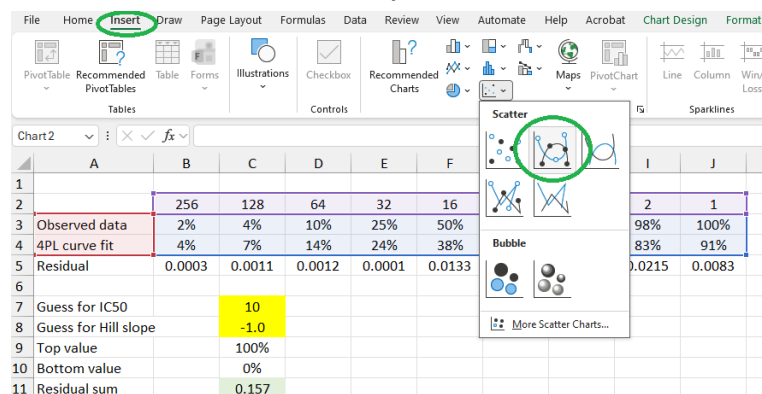 File Home Insert Draw Page Layout Formulas Data Review View Automate Help Acrobat Chart Design Format
PivotTable Recommended PivotTables Table Forms Illustrations Checkbox Recommended Charts Maps PivotChart Line Column Win/ Loss
Tables Controls Sparklines
Chart2 fx
Scatter
A B C D E F I J
1
2 256 128 64 32 16 2 1
3 Observed data 2% 4% 10% 25% 50% 98% 100%
4 4PL curve fit 4% 7% 14% 24% 38% 83% 91%
Bubble
5 Residual 0.0003 0.0011 0.0012 0.0001 0.0133 0.0215 0.0083
6
7 Guess for IC50 10
8 Guess for Hill slope -1.0
More Scatter Charts...
9 Top value 100%
10 Bottom value 0%
11 Residual sum 0.157